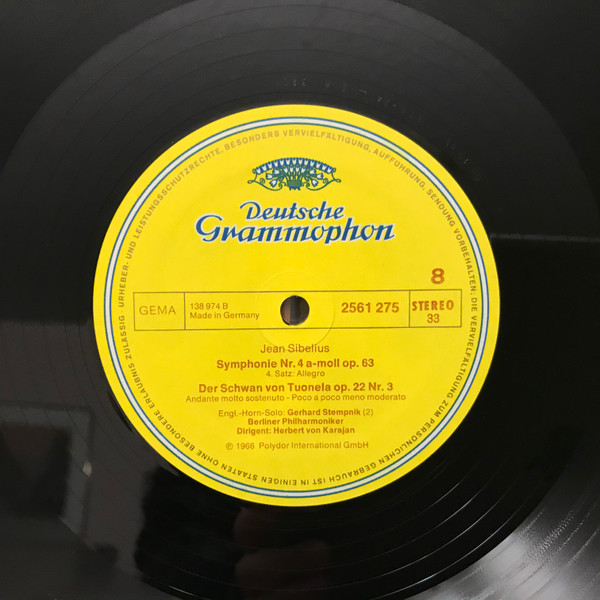 Deutsche
Grammophon
8
GEMA
138 974 B
Made in Germany
2561 275
STEREO
33
Jean Sibelius
Symphonie Nr. 4 a-moll op. 63
4. Satz: Allegro
Der Schwan von Tuonela op. 22 Nr. 3
Andante molto sostenuto - Poco a poco meno moderato
Engl.-Horn-Solo: Gerhard Stempnik (2)
Berliner Philharmoniker
Dirigent: Herbert von Karajan
℗ 1966 Polydor International GmbH
URHEBER- UND LEISTUNGSSCHUTZRECHTE, BESONDERS VERVIELFÄLTIGUNG, AUFFÜHRUNG, SENDUNG VORBEHALTEN; DIE VERVIELFÄLTIGUNG ZUM PERSÖNLICHEN GEBRAUCH IST IN EINIGEN STAATEN OHNE BESONDERE ERLAUBNIS ZULÄSSIG ·